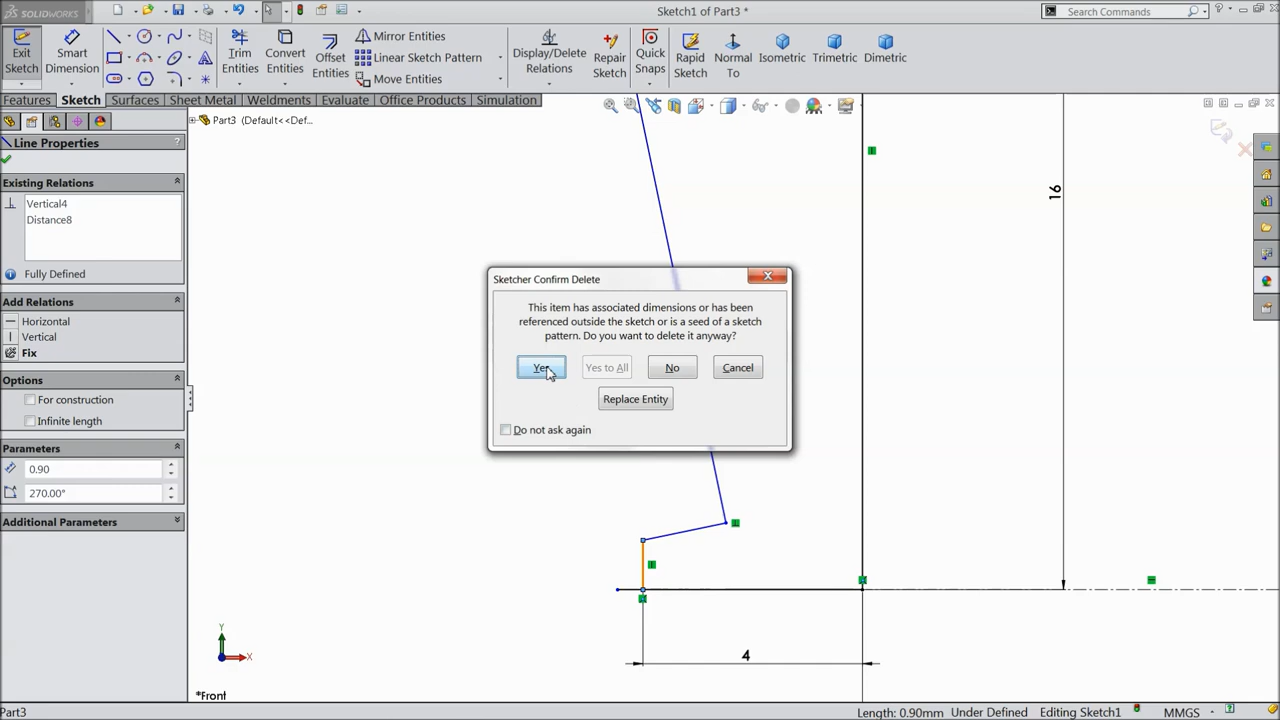 SOLIDWORKS
Sketch1 of Part3 *
Search Commands
Exit Sketch
Smart Dimension
Trim Entities
Convert Entities
Offset Entities
Mirror Entities
Linear Sketch Pattern
Move Entities
Display/Delete Relations
Repair Sketch
Quick Snaps
Rapid Sketch
Normal To
Isometric
Trimetric
Dimetric
Features
Sketch
Surfaces
Sheet Metal
Weldments
Evaluate
Office Products
Simulation
Part3 (Default<<Def...
Line Properties
?
Existing Relations
Vertical4
Distance8
Fully Defined
Add Relations
Horizontal
Vertical
Fix
Options
For construction
Infinite length
Parameters
0.90
270.00°
Additional Parameters
16
Sketcher Confirm Delete
This item has associated dimensions or has been
referenced outside the sketch or is a seed of a sketch
pattern. Do you want to delete it anyway?
Yes
Yes to All
No
Cancel
Replace Entity
Do not ask again
4
Y
X
*Front
Part3
Length: 0.90mm
Under Defined
Editing Sketch1
MMGS